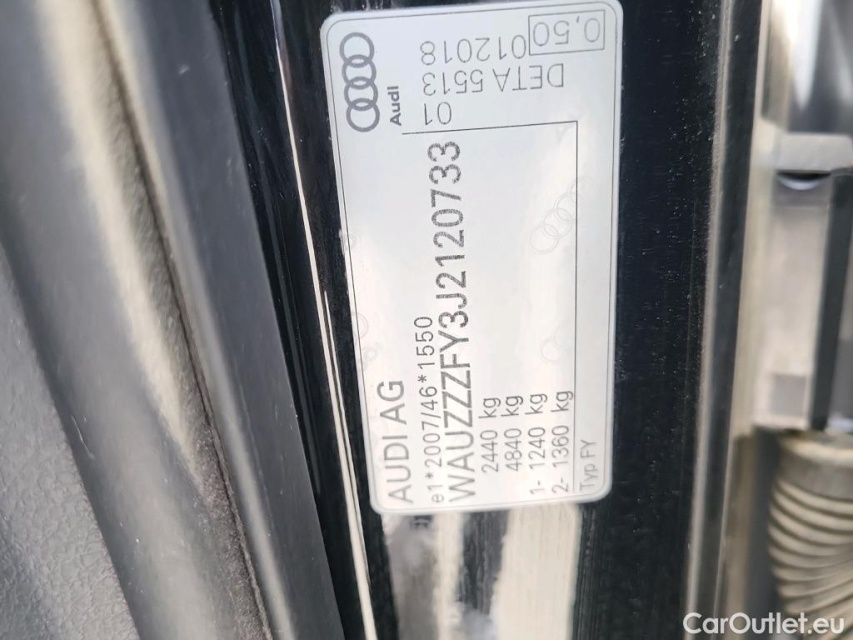 AUDI AG
e1*2007/46*1550
WAUZZZFY3J2120733
2440 kg
4840 kg
1- 1240 kg
2- 1360 kg
Typ FY
Audi
01
DETA 5513
012018
0,50
CarOutlet.eu